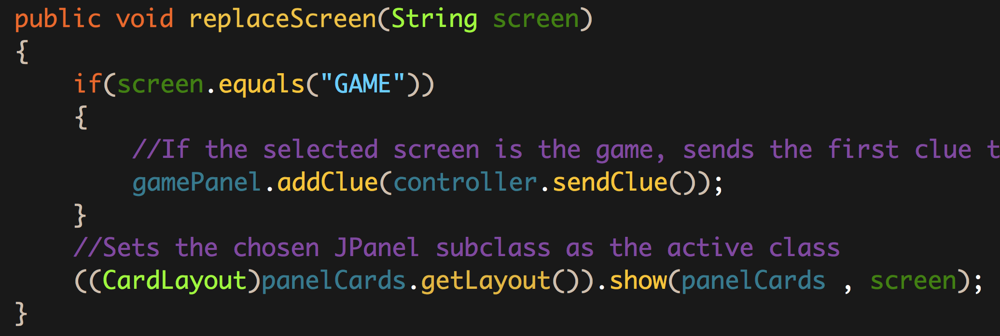 public void replaceScreen(String screen)
{
if(screen.equals("GAME"))
{
//If the selected screen is the game, sends the first clue t
gamePanel.addClue(controller.sendClue());
}
//Sets the chosen JPanel subclass as the active class
((CardLayout)panelCards.getLayout()).show(panelCards , screen);
}